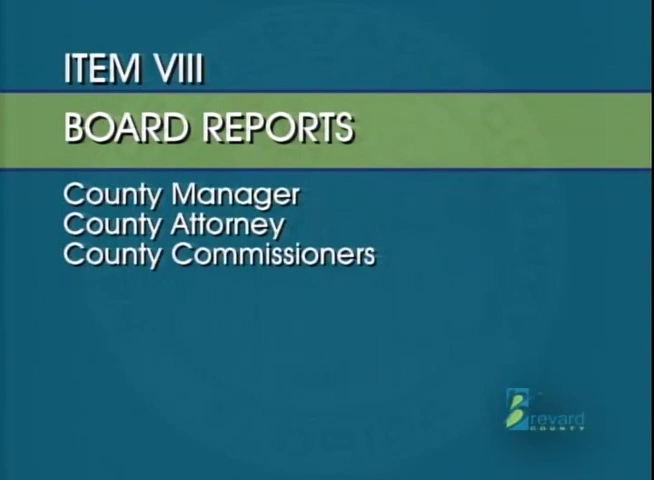 ITEM VIII
BOARD REPORTS
County Manager
County Attorney
County Commissioners
Brevard
COUNTY